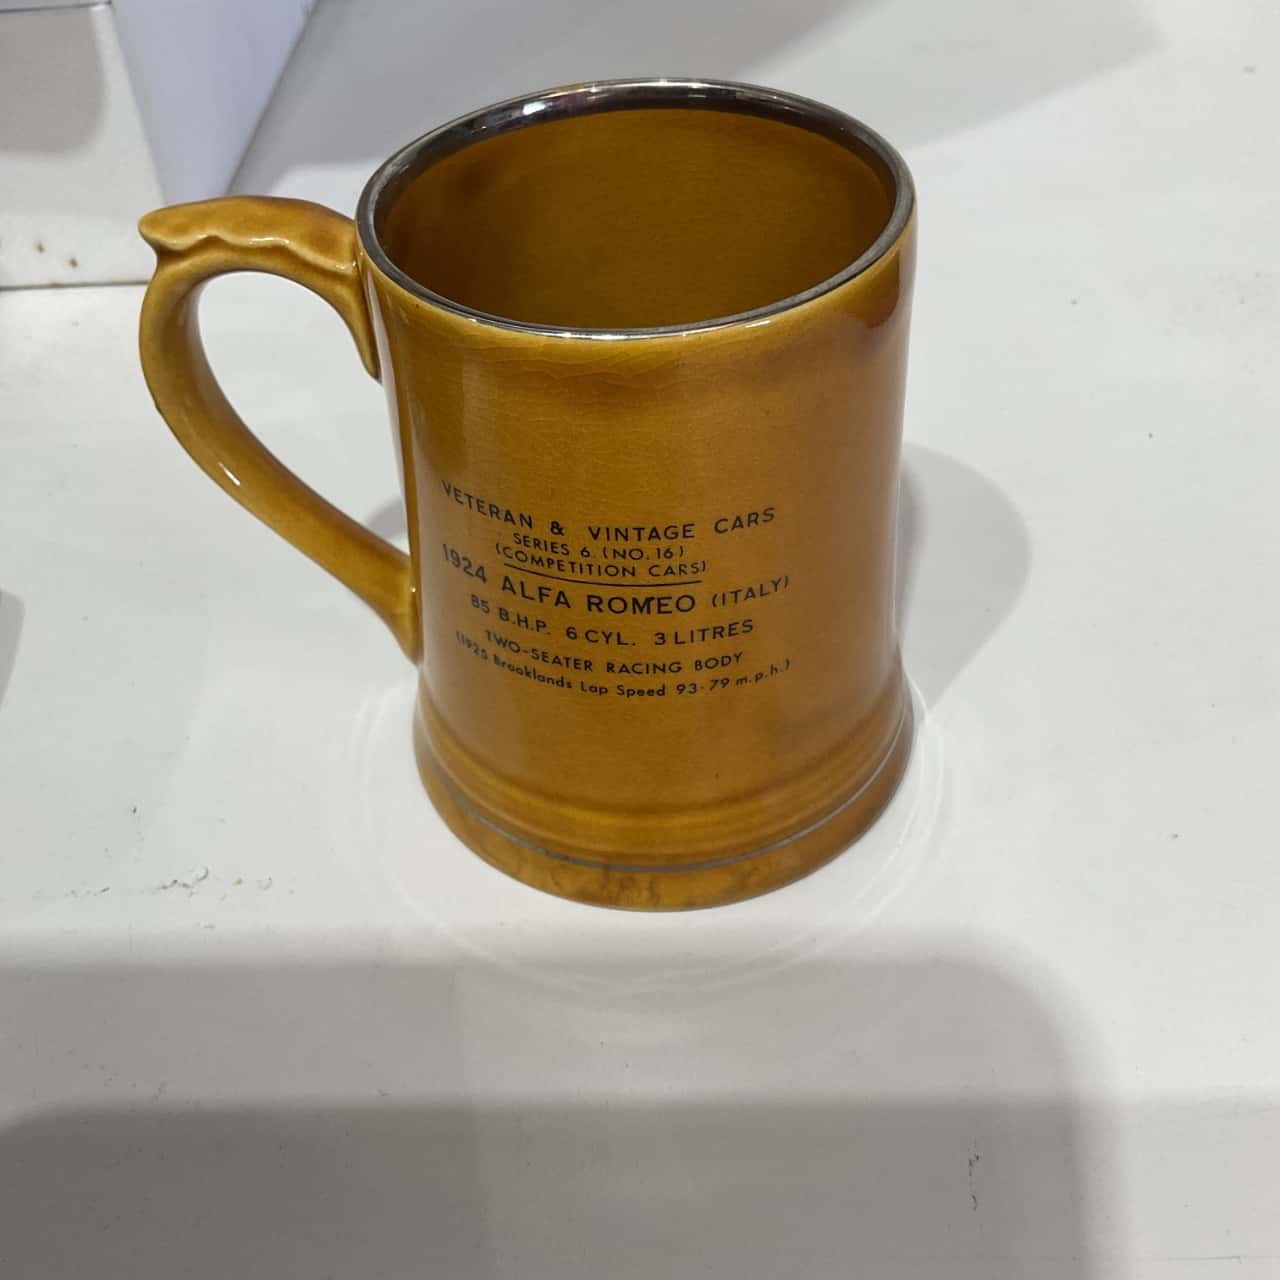 VETERAN & VINTAGE CARS
SERIES 6 (NO. 16)
(COMPETITION CARS)
1924 ALFA ROMEO (ITALY)
85 B.H.P. 6 CYL. 3 LITRES
TWO-SEATER RACING BODY
(1925 Brooklands Lap Speed 93·79 m.p.h.)